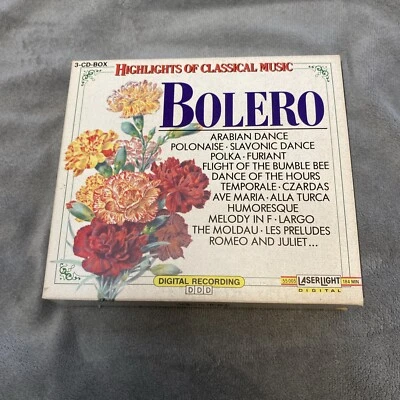 3-CD-BOX
HIGHLIGHTS OF CLASSICAL MUSIC
BOLERO
ARABIAN DANCE
POLONAISE · SLAVONIC DANCE
POLKA · FURIANT
FLIGHT OF THE BUMBLE BEE
DANCE OF THE HOURS
TEMPORALE · CZARDAS
AVE MARIA · ALLA TURCA
HUMORESQUE
MELODY IN F · LARGO
THE MOLDAU · LES PRELUDES
ROMEO AND JULIET ...
DIGITAL RECORDING
DDD
LASERLIGHT
DIGITAL